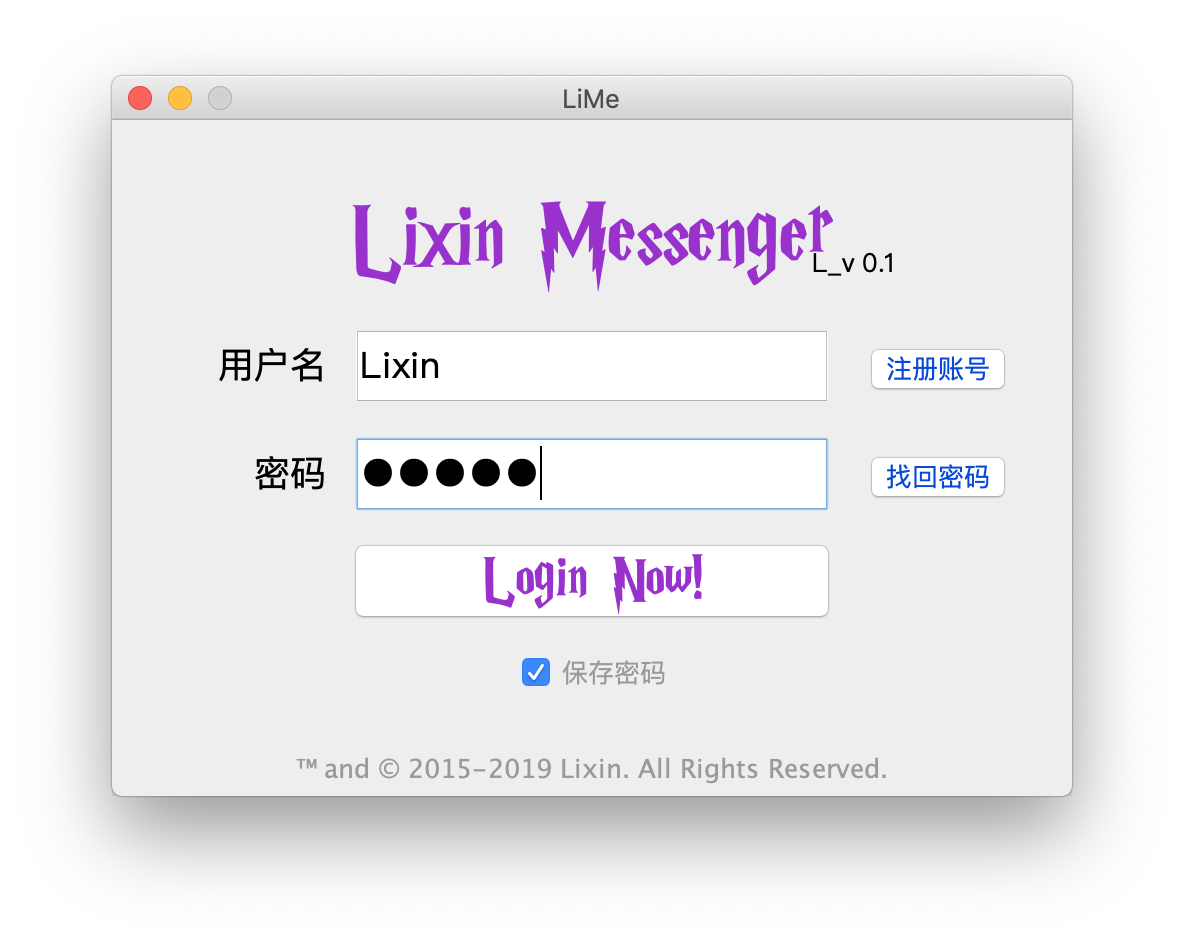 LiMe
Lixin Messenger
L_v 0.1
用户名
Lixin
注册账号
密码
●●●●●
找回密码
Login Now!
保存密码
™ and © 2015-2019 Lixin. All Rights Reserved.